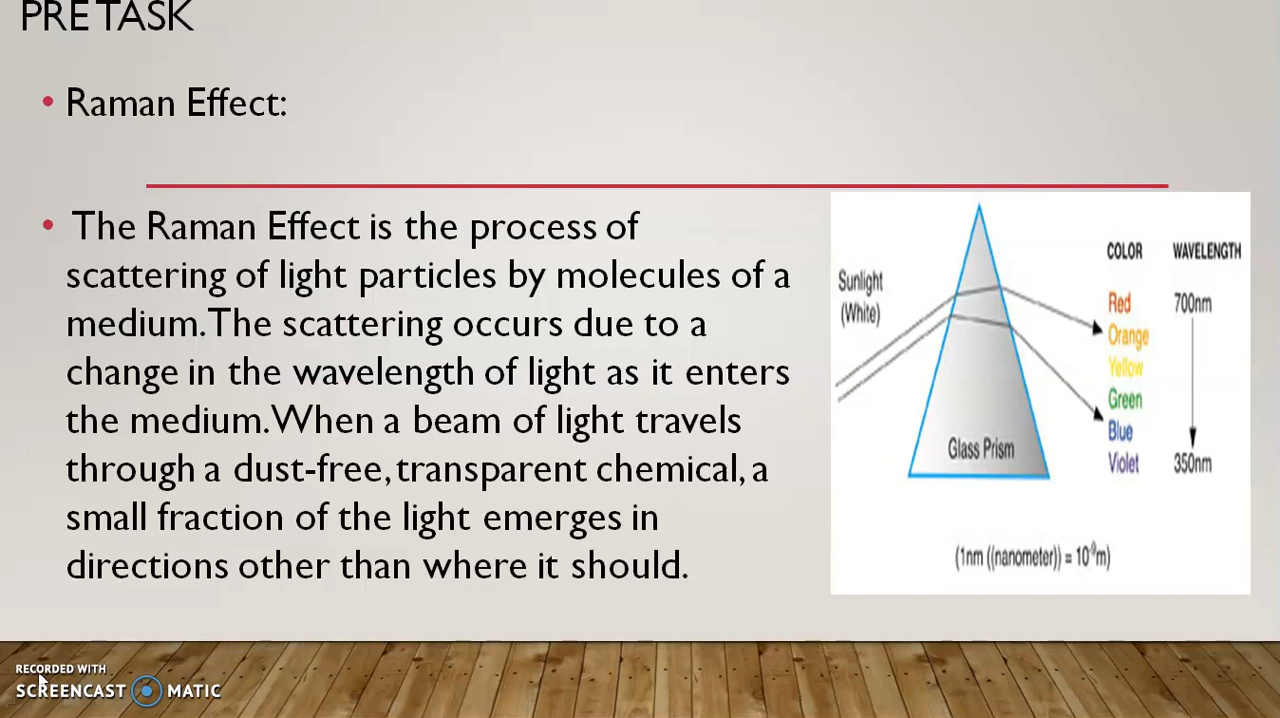 PRE TASK
• Raman Effect:
• The Raman Effect is the process of
scattering of light particles by molecules of a
medium. The scattering occurs due to a
change in the wavelength of light as it enters
the medium. When a beam of light travels
through a dust-free, transparent chemical, a
small fraction of the light emerges in
directions other than where it should.
COLOR WAVELENGTH
Sunlight
(White)
Red 700nm
Orange
Yellow
Green
Blue
Violet 350nm
Glass Prism
(1nm ((nanometer)) = 10⁻⁹m)
RECORDED WITH
SCREENCAST MATIC